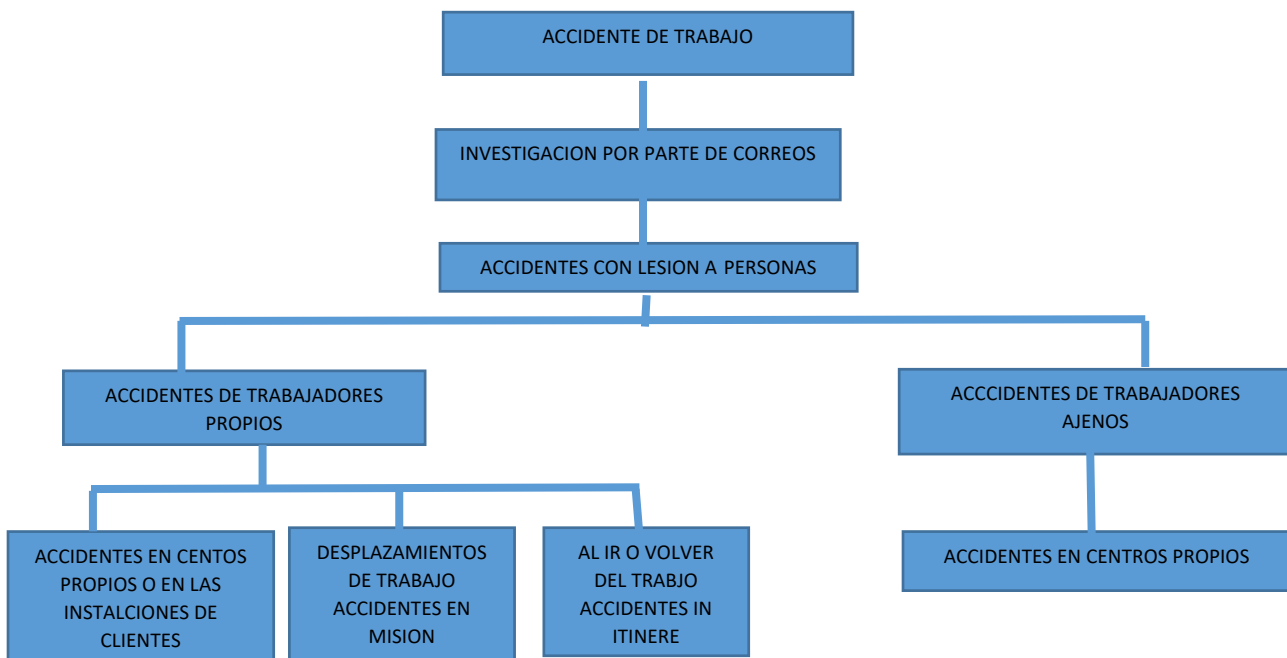 ACCIDENTE DE TRABAJO
INVESTIGACION POR PARTE DE CORREOS
ACCIDENTES CON LESION A PERSONAS
ACCIDENTES DE TRABAJADORES
PROPIOS
ACCCIDENTES DE TRABAJADORES
AJENOS
ACCIDENTES EN CENTOS
PROPIOS O EN LAS
INSTALCIONES DE
CLIENTES
DESPLAZAMIENTOS
DE TRABAJO
ACCIDENTES EN
MISION
AL IR O VOLVER
DEL TRABJO
ACCIDENTES IN
ITINERE
ACCIDENTES EN CENTROS PROPIOS